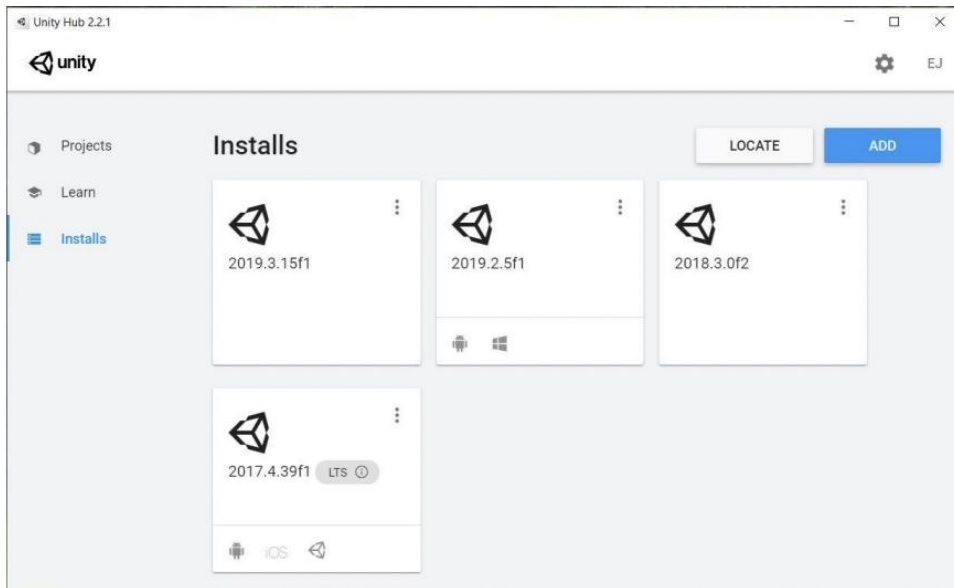 Unity Hub 2.2.1
unity
EJ
Projects
Learn
Installs
Installs
LOCATE
ADD
2019.3.15f1
2019.2.5f1
2018.3.0f2
2017.4.39f1 LTS
iOS